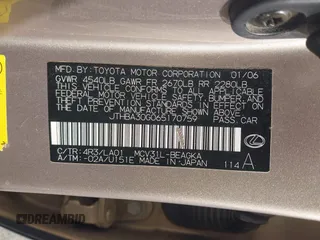 MFD. BY: TOYOTA MOTOR CORPORATION 01/06
GVWR 4540LB GAWR FR 2670LB RR 2280LB
THIS VEHICLE CONFORMS TO ALL APPLICABLE
FEDERAL MOTOR VEHICLE SAFETY, BUMPER, AND
THEFT PREVENTION STANDARDS IN EFFECT ON
THE DATE OF MANUFACTURE SHOWN ABOVE.
JTHBA30G065170759 PASS. CAR
C/TR: 4R3/LA01 MCV31L-BEAGKA
A/TM: -02A/U151E MADE IN JAPAN 114 A
DREAMBID